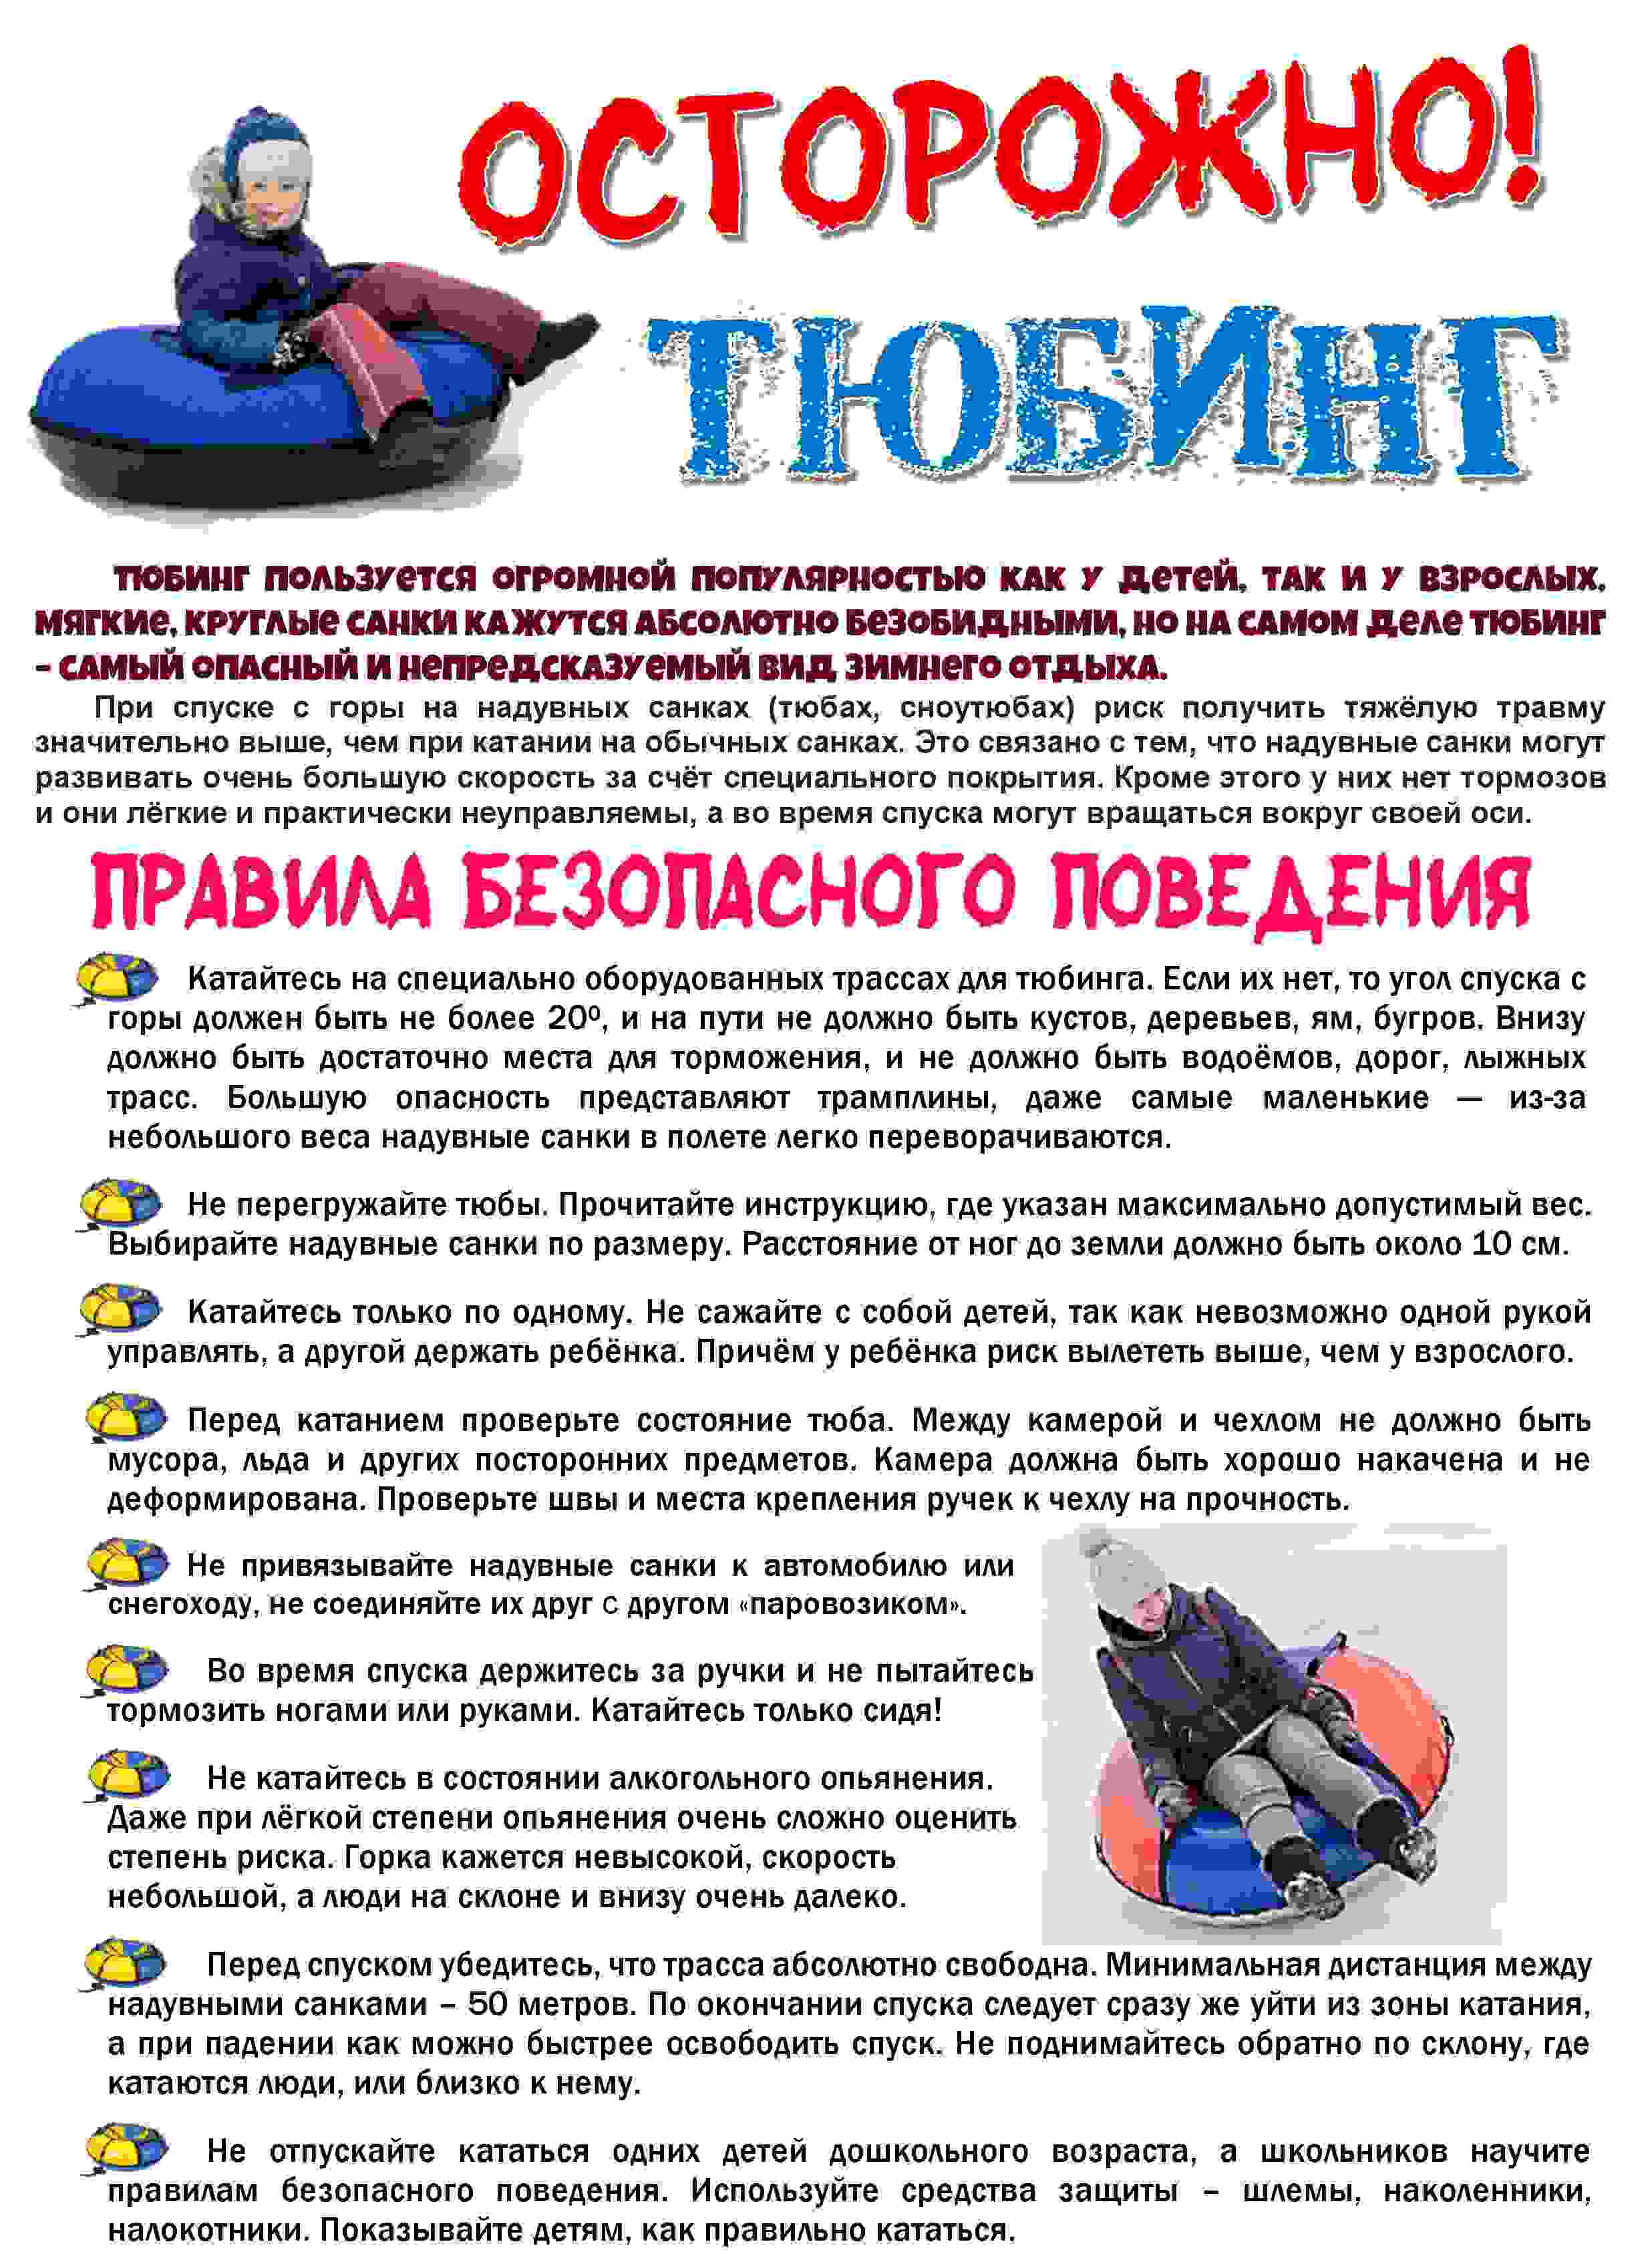 ОСТОРОЖНО!
ТЮБИНГ
ТЮБИНГ ПОЛЬЗУЕТСЯ ОГРОМНОЙ ПОПУЛЯРНОСТЬЮ КАК У ДЕТЕЙ, ТАК И У ВЗРОСЛЫХ.
МЯГКИЕ, КРУГЛЫЕ САНКИ КАЖУТСЯ АБСОЛЮТНО БЕЗОБИДНЫМИ, НО НА САМОМ ДЕЛЕ ТЮБИНГ
- САМЫЙ ОПАСНЫЙ И НЕПРЕДСКАЗУЕМЫЙ ВИД ЗИМНЕГО ОТДЫХА.
При спуске с горы на надувных санках (тюбах, сноутюбах) риск получить тяжёлую травму
значительно выше, чем при катании на обычных санках. Это связано с тем, что надувные санки могут
развивать очень большую скорость за счёт специального покрытия. Кроме этого у них нет тормозов
и они лёгкие и практически неуправляемы, а во время спуска могут вращаться вокруг своей оси.
ПРАВИЛА БЕЗОПАСНОГО ПОВЕДЕНИЯ
Катайтесь на специально оборудованных трассах для тюбинга. Если их нет, то угол спуска с
горы должен быть не более 20º, и на пути не должно быть кустов, деревьев, ям, бугров. Внизу
должно быть достаточно места для торможения, и не должно быть водоёмов, дорог, лыжных
трасс. Большую опасность представляют трамплины, даже самые маленькие — из-за
небольшого веса надувные санки в полете легко переворачиваются.
Не перегружайте тюбы. Прочитайте инструкцию, где указан максимально допустимый вес.
Выбирайте надувные санки по размеру. Расстояние от ног до земли должно быть около 10 см.
Катайтесь только по одному. Не сажайте с собой детей, так как невозможно одной рукой
управлять, а другой держать ребёнка. Причём у ребёнка риск вылететь выше, чем у взрослого.
Перед катанием проверьте состояние тюба. Между камерой и чехлом не должно быть
мусора, льда и других посторонних предметов. Камера должна быть хорошо накачена и не
деформирована. Проверьте швы и места крепления ручек к чехлу на прочность.
Не привязывайте надувные санки к автомобилю или
снегоходу, не соединяйте их друг с другом «паровозиком».
Во время спуска держитесь за ручки и не пытайтесь
тормозить ногами или руками. Катайтесь только сидя!
Не катайтесь в состоянии алкогольного опьянения.
Даже при лёгкой степени опьянения очень сложно оценить
степень риска. Горка кажется невысокой, скорость
небольшой, а люди на склоне и внизу очень далеко.
Перед спуском убедитесь, что трасса абсолютно свободна. Минимальная дистанция между
надувными санками – 50 метров. По окончании спуска следует сразу же уйти из зоны катания,
а при падении как можно быстрее освободить спуск. Не поднимайтесь обратно по склону, где
катаются люди, или близко к нему.
Не отпускайте кататься одних детей дошкольного возраста, а школьников научите
правилам безопасного поведения. Используйте средства защиты – шлемы, наколенники,
налокотники. Показывайте детям, как правильно кататься.